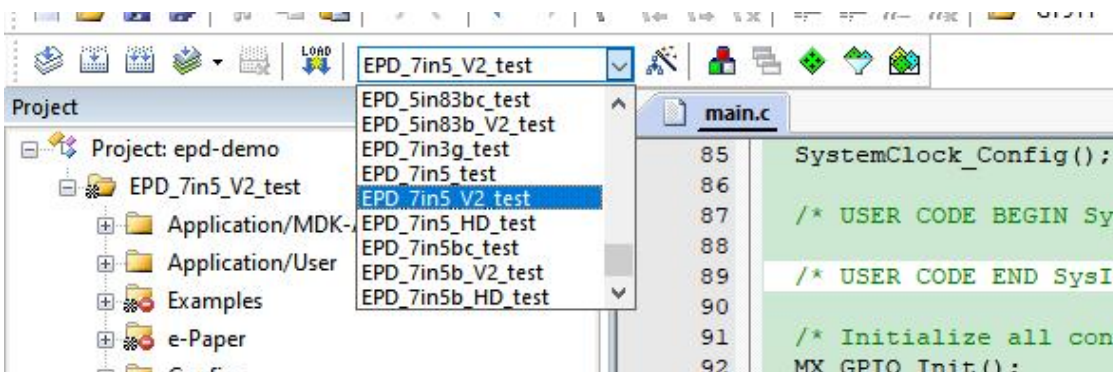 LOAD
EPD_7in5_V2_test
Project
EPD_5in83bc_test
EPD_5in83b_V2_test
EPD_7in3g_test
EPD_7in5_test
EPD_7in5_V2_test
EPD_7in5_HD_test
EPD_7in5bc_test
EPD_7in5b_V2_test
EPD_7in5b_HD_test
Project: epd-demo
EPD_7in5_V2_test
Application/MDK-
Application/User
Examples
e-Paper
main.c
85 SystemClock_Config();
86
87 /* USER CODE BEGIN Sy
88
89 /* USER CODE END SysI
90
91 /* Initialize all con
92 MX_GPIO_Init();